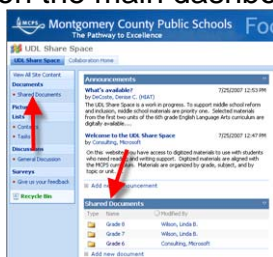 on the main dashbo
MCPS Montgomery County Public Schools Foc
The Pathway to Excellence
UDL Share Space
UDL Share Space Collaboration Home
View All Site Content
Documents
Shared Documents
Lists
Tasks
Discussions
General Discussion
Surveys
Give us your feedback
Recycle Bin
Announcements
What's available? 7/25/2007 12:53 PM
by DeCoste, Denise C. (HIAT)
The UDL Share Space is a work in progress. To support middle school reform
and inclusion, middle school materials are priority one. Selected materials
from the first two units of the 6th grade English Language Arts curriculum are
digitally available....
Welcome to the UDL Share Space 7/25/2007 12:47 PM
by Consulting, Microsoft
On this website you have access to digitized materials to use with students
who need reading and writing support. Digitized materials are aligned with
the MCPS curriculum. Materials are organized by grade, subject, and by
topic or unit.
Add new announcement
Shared Documents
Type Name Modified By
Grade 8 Wilson, Linda B.
Grade 7 Wilson, Linda B.
Grade 6 Consulting, Microsoft
Add new document